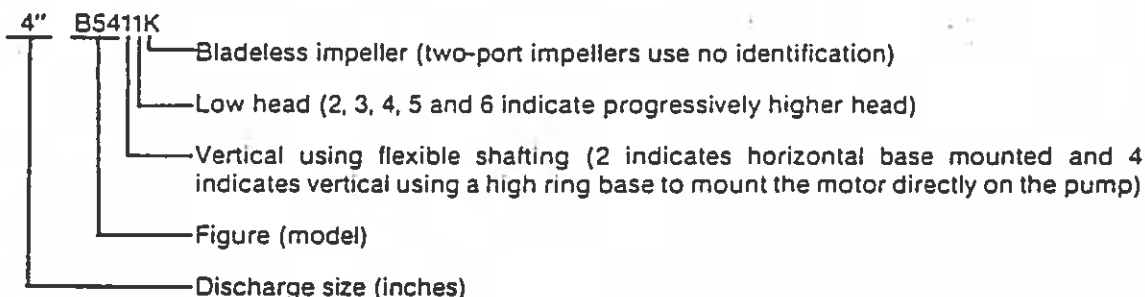 4" B5411K
Bladeless impeller (two-port impellers use no identification)
Low head (2, 3, 4, 5 and 6 indicate progressively higher head)
Vertical using flexible shafting (2 indicates horizontal base mounted and 4
indicates vertical using a high ring base to mount the motor directly on the pump)
Figure (model)
Discharge size (inches)